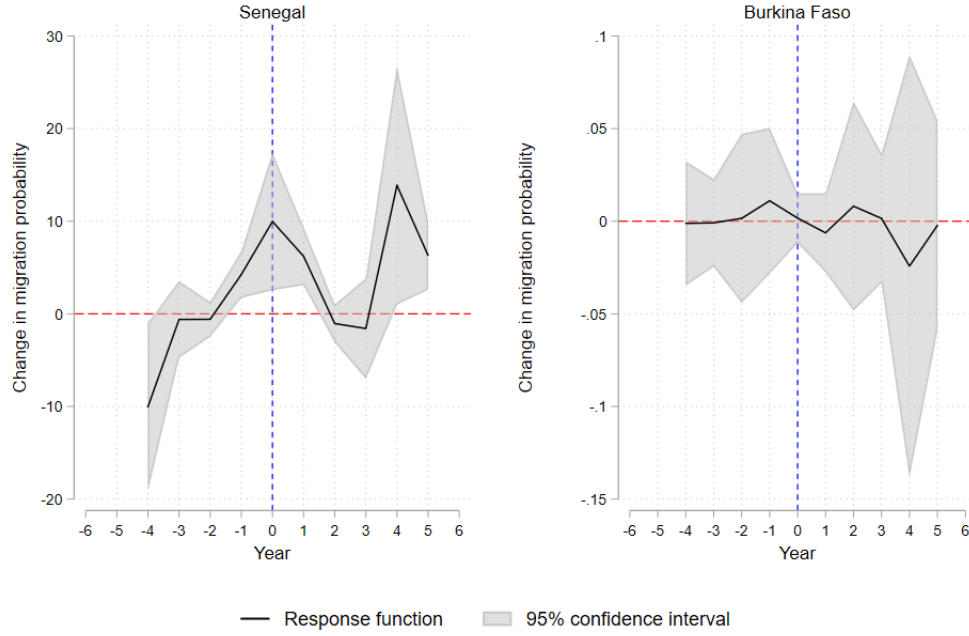 Senegal
Change in migration probability
30
20
10
0
-10
-20
-6 -5 -4 -3 -2 -1 0 1 2 3 4 5 6
Year
Burkina Faso
Change in migration probability
.1
.05
0
-.05
-.1
-.15
-6 -5 -4 -3 -2 -1 0 1 2 3 4 5 6
Year
Response function
95% confidence interval